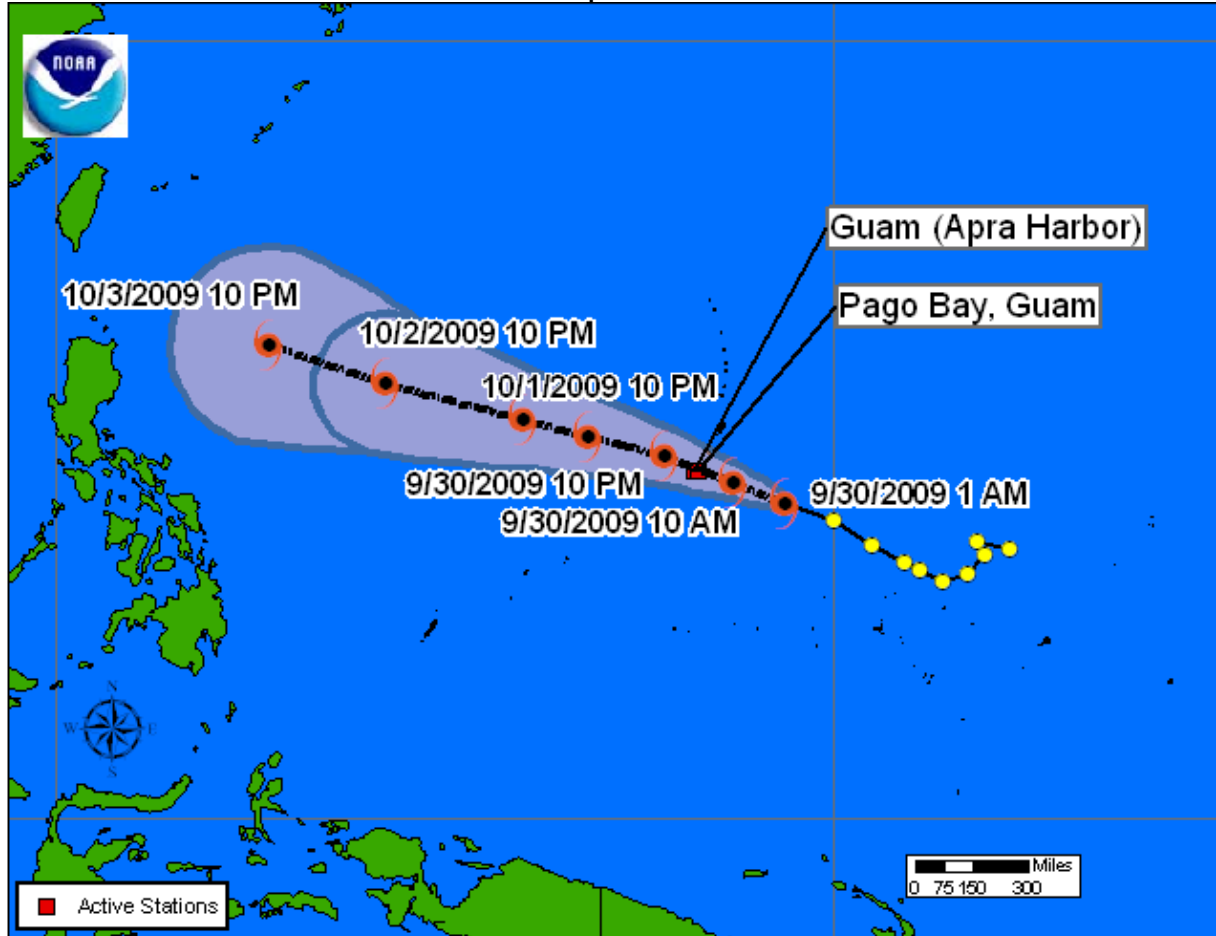 NOAA
Guam (Apra Harbor)
Pago Bay, Guam
10/3/2009 10 PM
10/2/2009 10 PM
10/1/2009 10 PM
9/30/2009 10 PM
9/30/2009 1 AM
9/30/2009 10 AM
N
W E
S
Miles
0 75 150 300
Active Stations